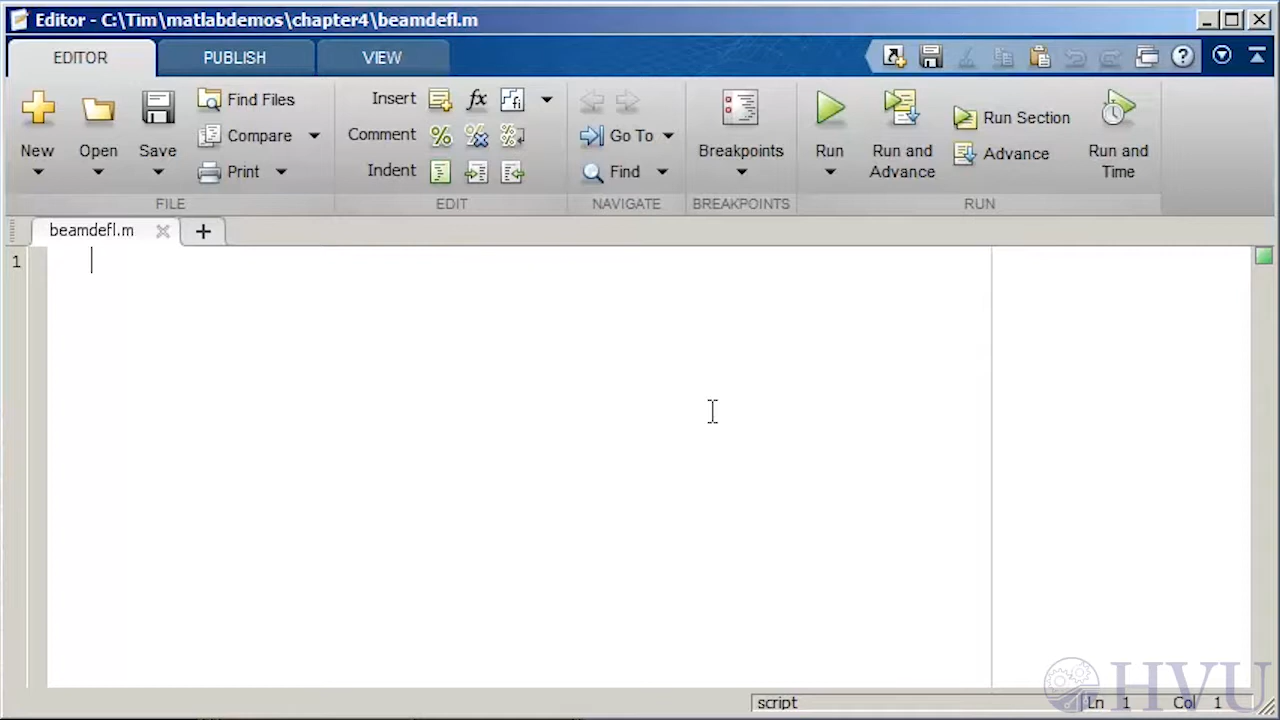 Editor - C:\Tim\matlabdemos\chapter4\beamdefl.m
EDITOR PUBLISH VIEW
New Open Save Find Files Compare Print
Insert fx Comment Indent
Go To Find
Breakpoints
Run Run and Advance Run Section Advance Run and Time
FILE EDIT NAVIGATE BREAKPOINTS RUN
beamdefl.m
1
script Ln 1 Col 1
HVU